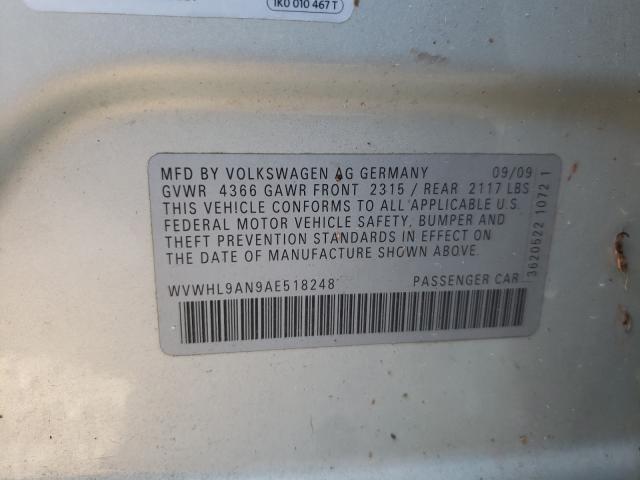 1K0 010 467 T
MFD BY VOLKSWAGEN AG GERMANY 09/09
GVWR 4366 GAWR FRONT 2315 / REAR 2117 LBS
THIS VEHICLE CONFORMS TO ALL APPLICABLE U.S.
FEDERAL MOTOR VEHICLE SAFETY, BUMPER AND
THEFT PREVENTION STANDARDS IN EFFECT ON
THE DATE OF MANUFACTURE SHOWN ABOVE.
WVWHL9AN9AE518248 PASSENGER CAR
3620522 1072 1